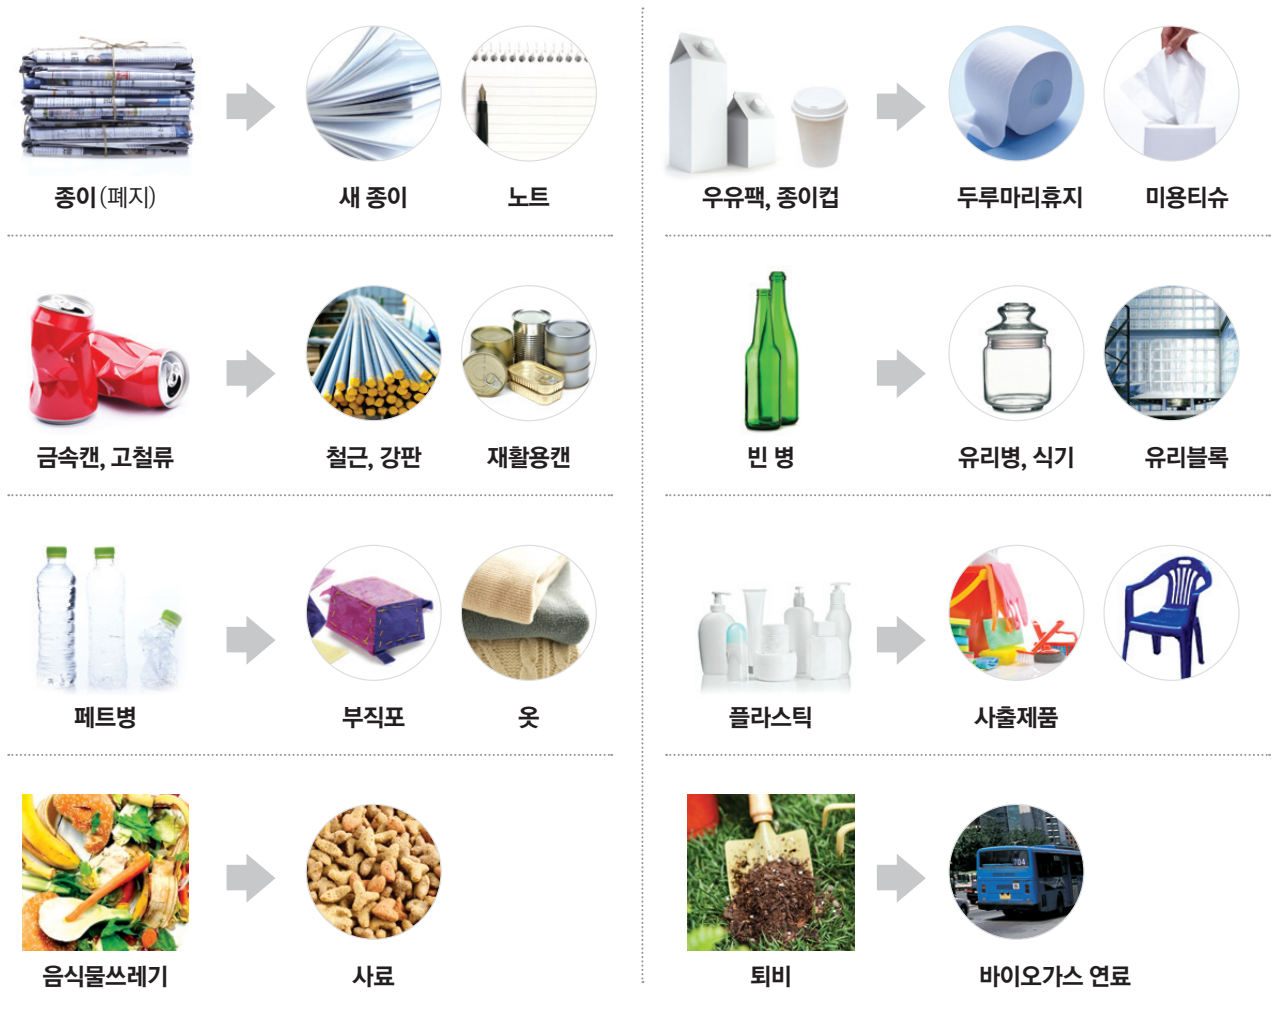 종이(폐지)
새 종이
노트
우유팩, 종이컵
두루마리휴지
미용티슈
금속캔, 고철류
철근, 강판
재활용캔
빈 병
유리병, 식기
유리블록
페트병
부직포
옷
플라스틱
사출제품
음식물쓰레기
사료
퇴비
704
바이오가스 연료